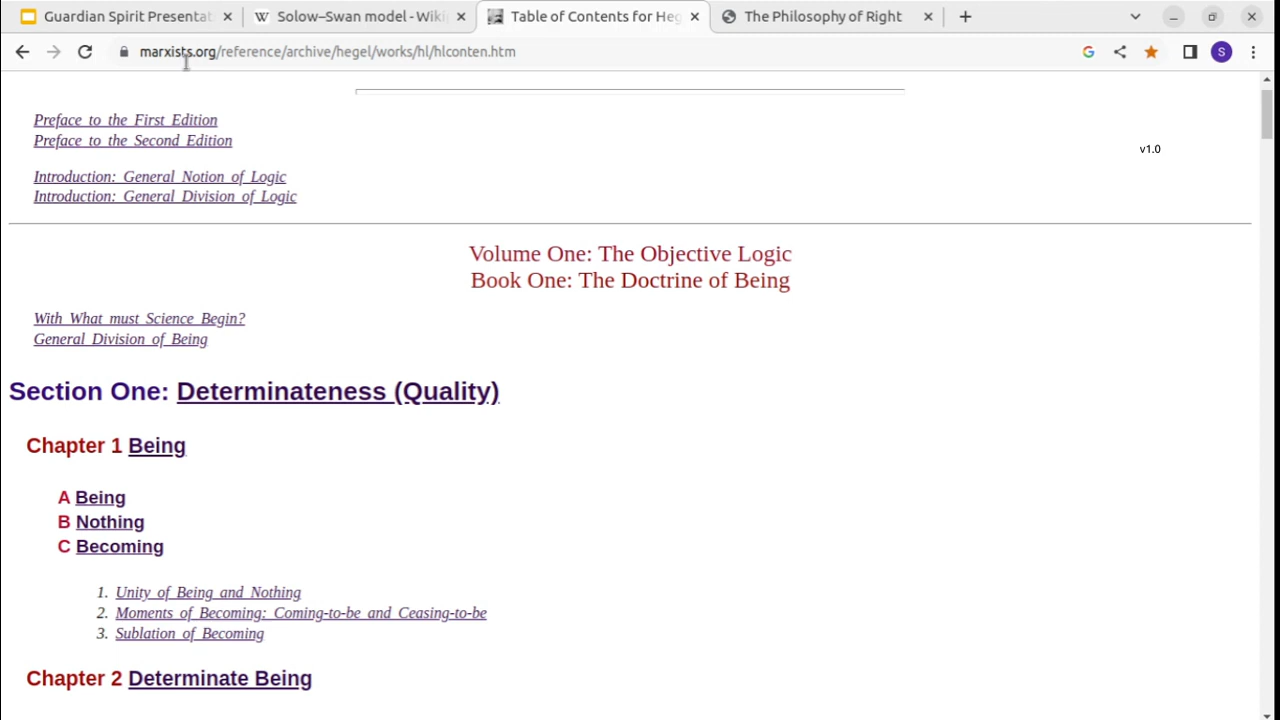 Guardian Spirit Presentat
Solow–Swan model - Wiki
Table of Contents for Heg
The Philosophy of Right
marxists.org/reference/archive/hegel/works/hl/hlconten.htm
S
Preface to the First Edition
Preface to the Second Edition
v1.0
Introduction: General Notion of Logic
Introduction: General Division of Logic
Volume One: The Objective Logic
Book One: The Doctrine of Being
With What must Science Begin?
General Division of Being
Section One: Determinateness (Quality)
Chapter 1 Being
A Being
B Nothing
C Becoming
1. Unity of Being and Nothing
2. Moments of Becoming: Coming-to-be and Ceasing-to-be
3. Sublation of Becoming
Chapter 2 Determinate Being